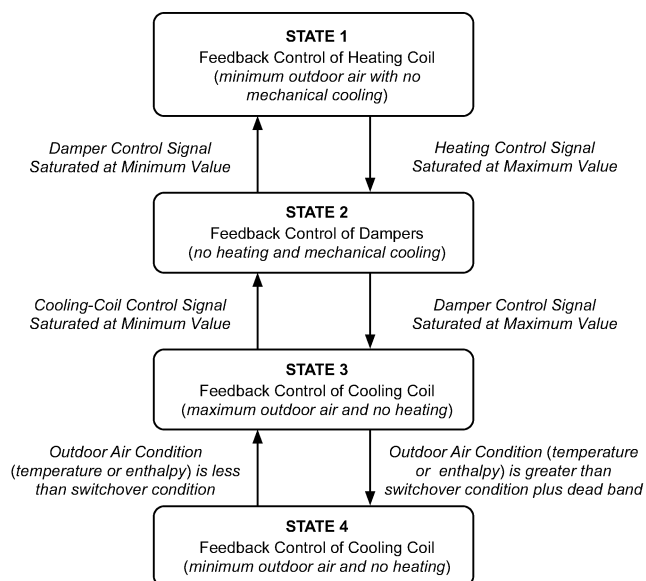 STATE 1
Feedback Control of Heating Coil
(minimum outdoor air with no
mechanical cooling)
Damper Control Signal
Saturated at Minimum Value
Heating Control Signal
Saturated at Maximum Value
STATE 2
Feedback Control of Dampers
(no heating and mechanical cooling)
Cooling-Coil Control Signal
Saturated at Minimum Value
Damper Control Signal
Saturated at Maximum Value
STATE 3
Feedback Control of Cooling Coil
(maximum outdoor air and no heating)
Outdoor Air Condition
(temperature or enthalpy) is less
than switchover condition
Outdoor Air Condition (temperature
or enthalpy) is greater than
switchover condition plus dead band
STATE 4
Feedback Control of Cooling Coil
(minimum outdoor air and no heating)